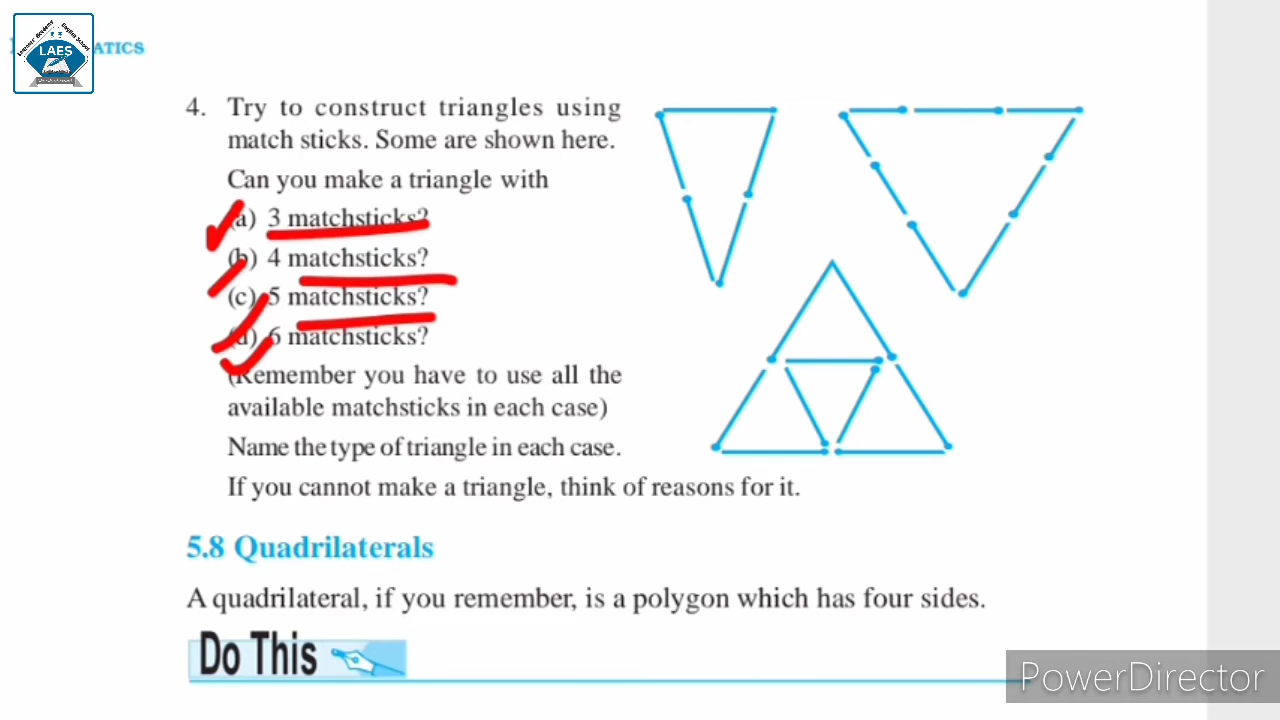 ATICS
LAES
4. Try to construct triangles using
match sticks. Some are shown here.
Can you make a triangle with
(a) 3 matchsticks?
(b) 4 matchsticks?
(c) 5 matchsticks?
(d) 6 matchsticks?
(Remember you have to use all the
available matchsticks in each case)
Name the type of triangle in each case.
If you cannot make a triangle, think of reasons for it.
5.8 Quadrilaterals
A quadrilateral, if you remember, is a polygon which has four sides.
Do This
PowerDirector